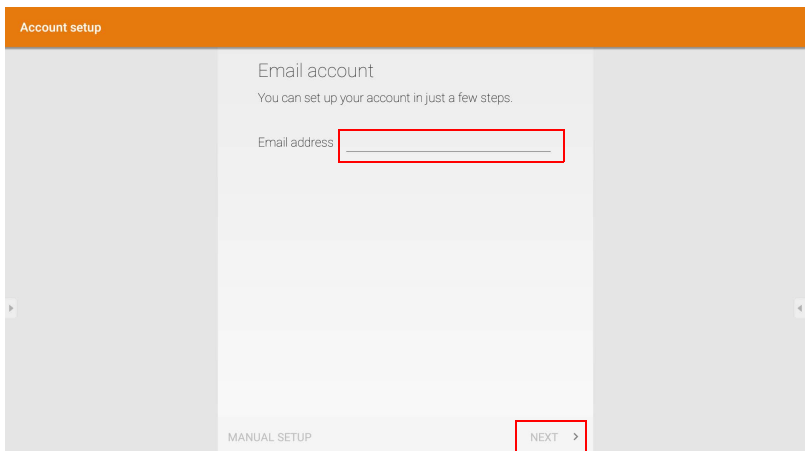 Account setup
Email account
You can set up your account in just a few steps.
Email address
MANUAL SETUP
NEXT